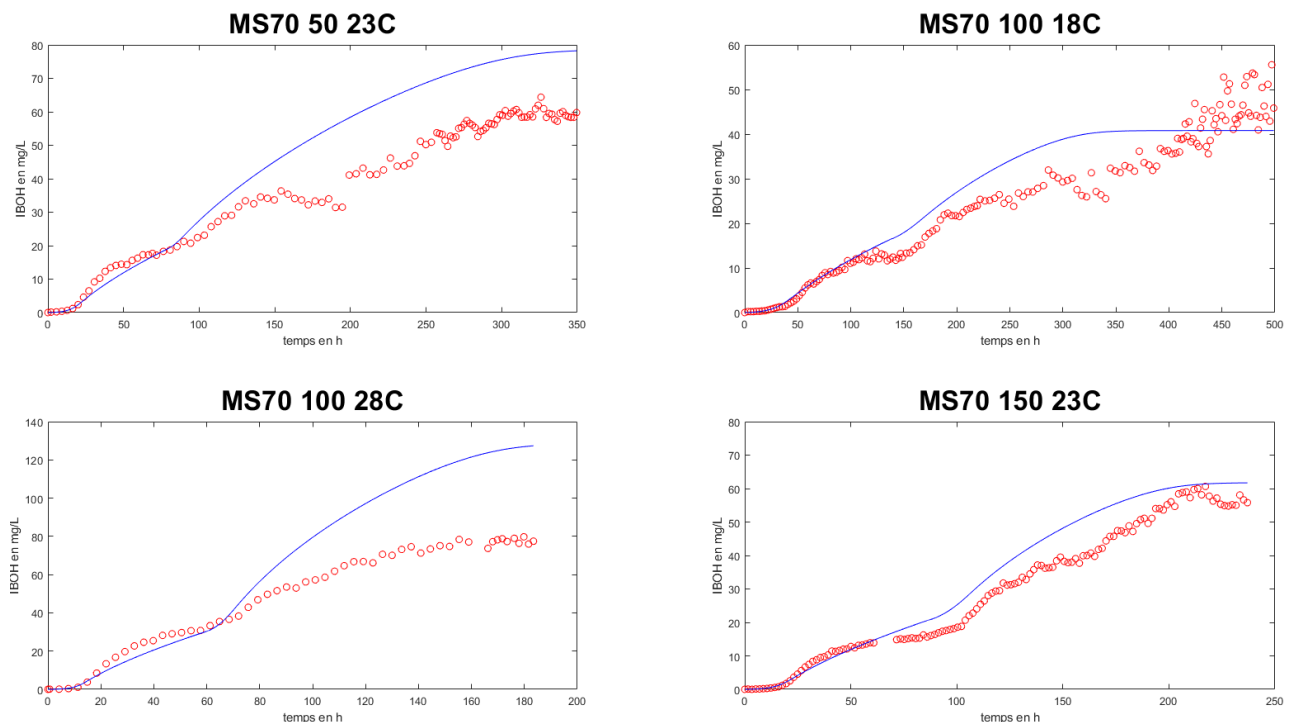 MS70 50 23C
80
70
60
50
40
30
20
10
0
IBOH en mg/L
0 50 100 150 200 250 300 350
temps en h
MS70 100 18C
60
50
40
30
20
10
0
IBOH en mg/L
0 50 100 150 200 250 300 350 400 450 500
temps en h
MS70 100 28C
140
120
100
80
60
40
20
0
IBOH en mg/L
0 20 40 60 80 100 120 140 160 180 200
temps en h
MS70 150 23C
80
70
60
50
40
30
20
10
0
IBOH en mg/L
0 50 100 150 200 250
temps en h